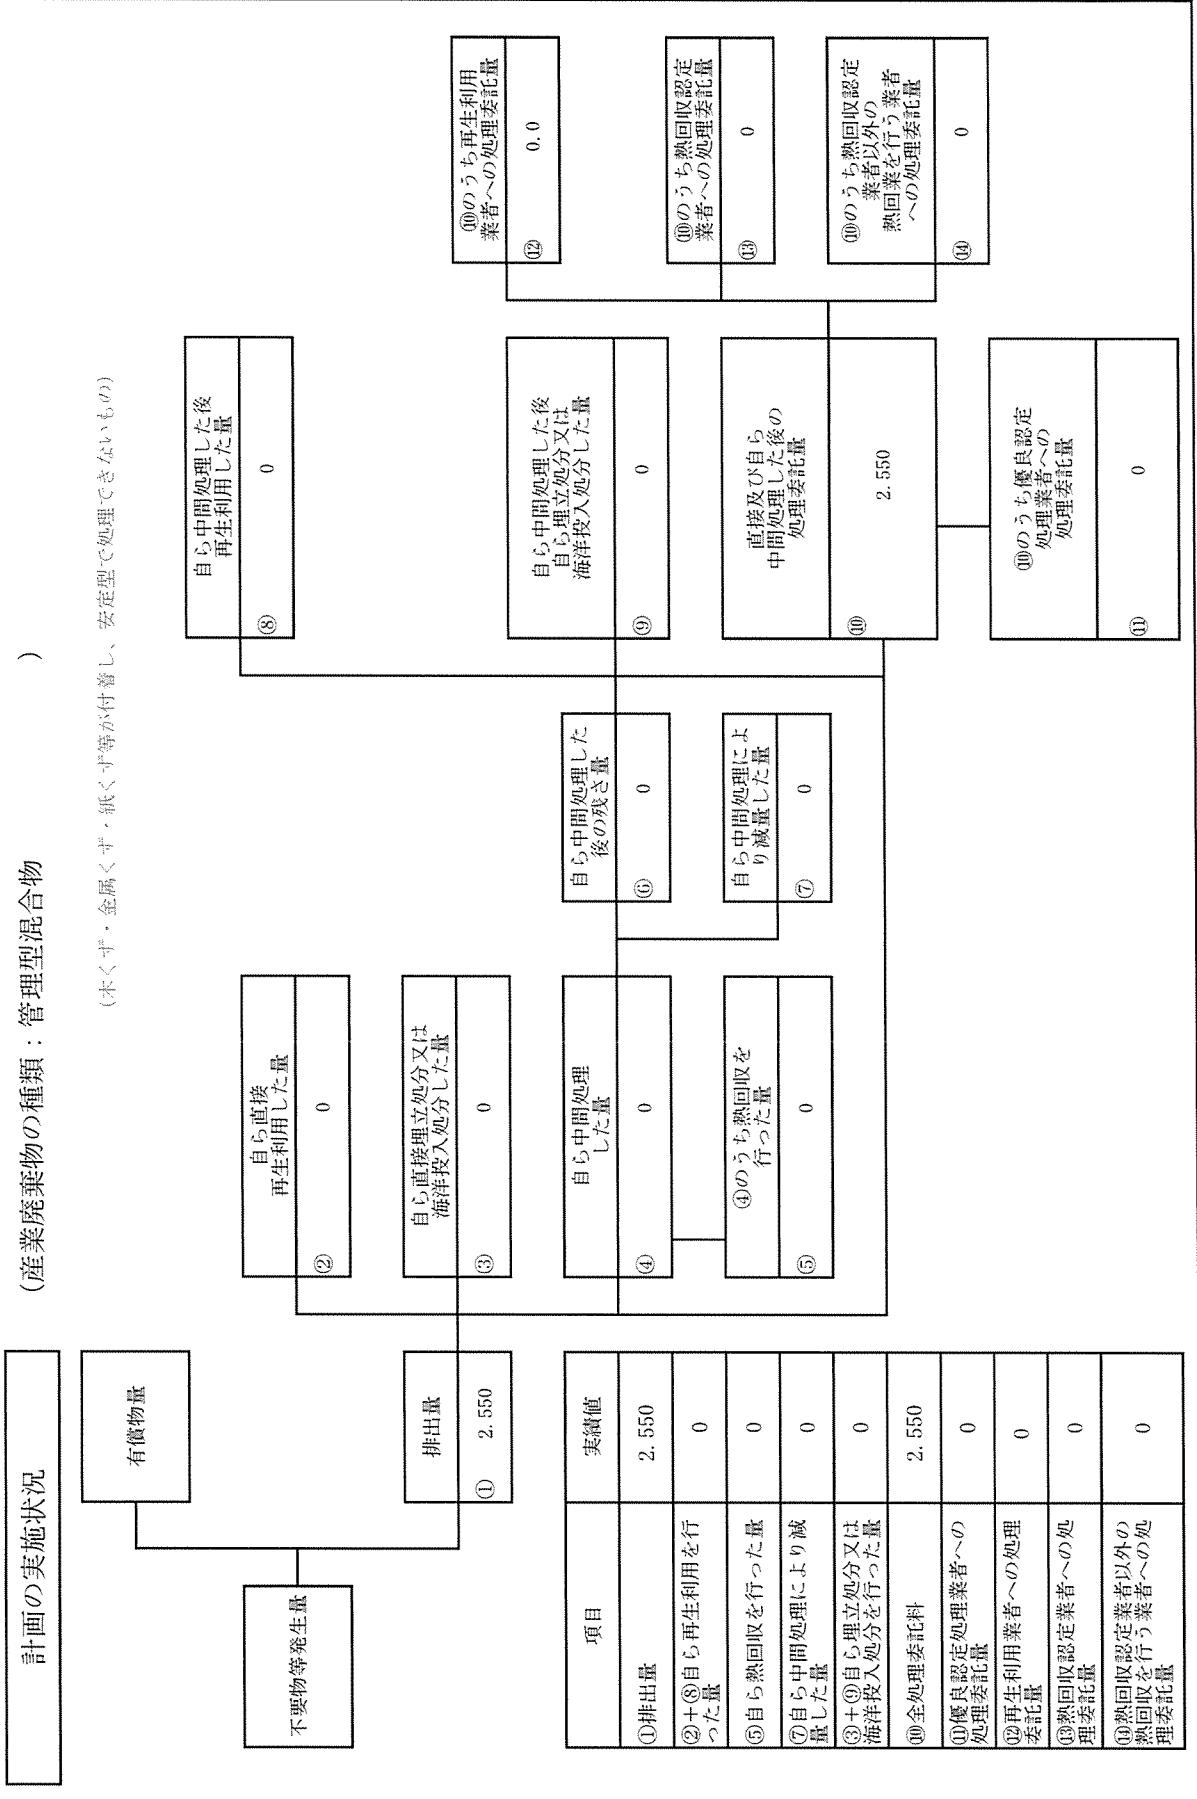 計画の実施状況
(産業廃棄物の種類:管理型混合物 )
(木くず・金属くず・紙くず等が付着し、安定型で処理できないもの)
不要物等発生量
有償物量
排出量
① 2.550
自ら直接
再生利用した量
② 0
自ら直接埋立処分又は
海洋投入処分した量
③ 0
自ら中間処理
した量
④ 0
④のうち熱回収を
行った量
⑤ 0
自ら中間処理した
後の残さ量
⑥ 0
自ら中間処理によ
り減量した量
⑦ 0
自ら中間処理した後
再生利用した量
⑧ 0
自ら中間処理した後
自ら埋立処分又は
海洋投入処分した量
⑨ 0
直接及び自ら
中間処理した後の
処理委託量
⑩ 2.550
⑩のうち優良認定
処理業者への
処理委託量
⑪ 0
⑩のうち再生利用
業者への処理委託量
⑫ 0.0
⑩のうち熱回収認定
業者への処理委託量
⑬ 0
⑩のうち熱回収認定
業者以外の
熱回業を行う業者
への処理委託量
⑭ 0
項目 実績値
①排出量 2.550
②+⑧自ら再生利用を行
った量 0
⑤自ら熱回収を行った量 0
⑦自ら中間処理により減
量した量 0
③+⑨自ら埋立処分又は
海洋投入処分を行った量 0
⑩全処理委託料 2.550
⑪優良認定処理業者への
処理委託量 0
⑫再生利用業者への処理
委託量 0
⑬熱回収認定業者への処
理委託量 0
⑭熱回収認定業者以外の
熱回収を行う業者への処
理委託量 0